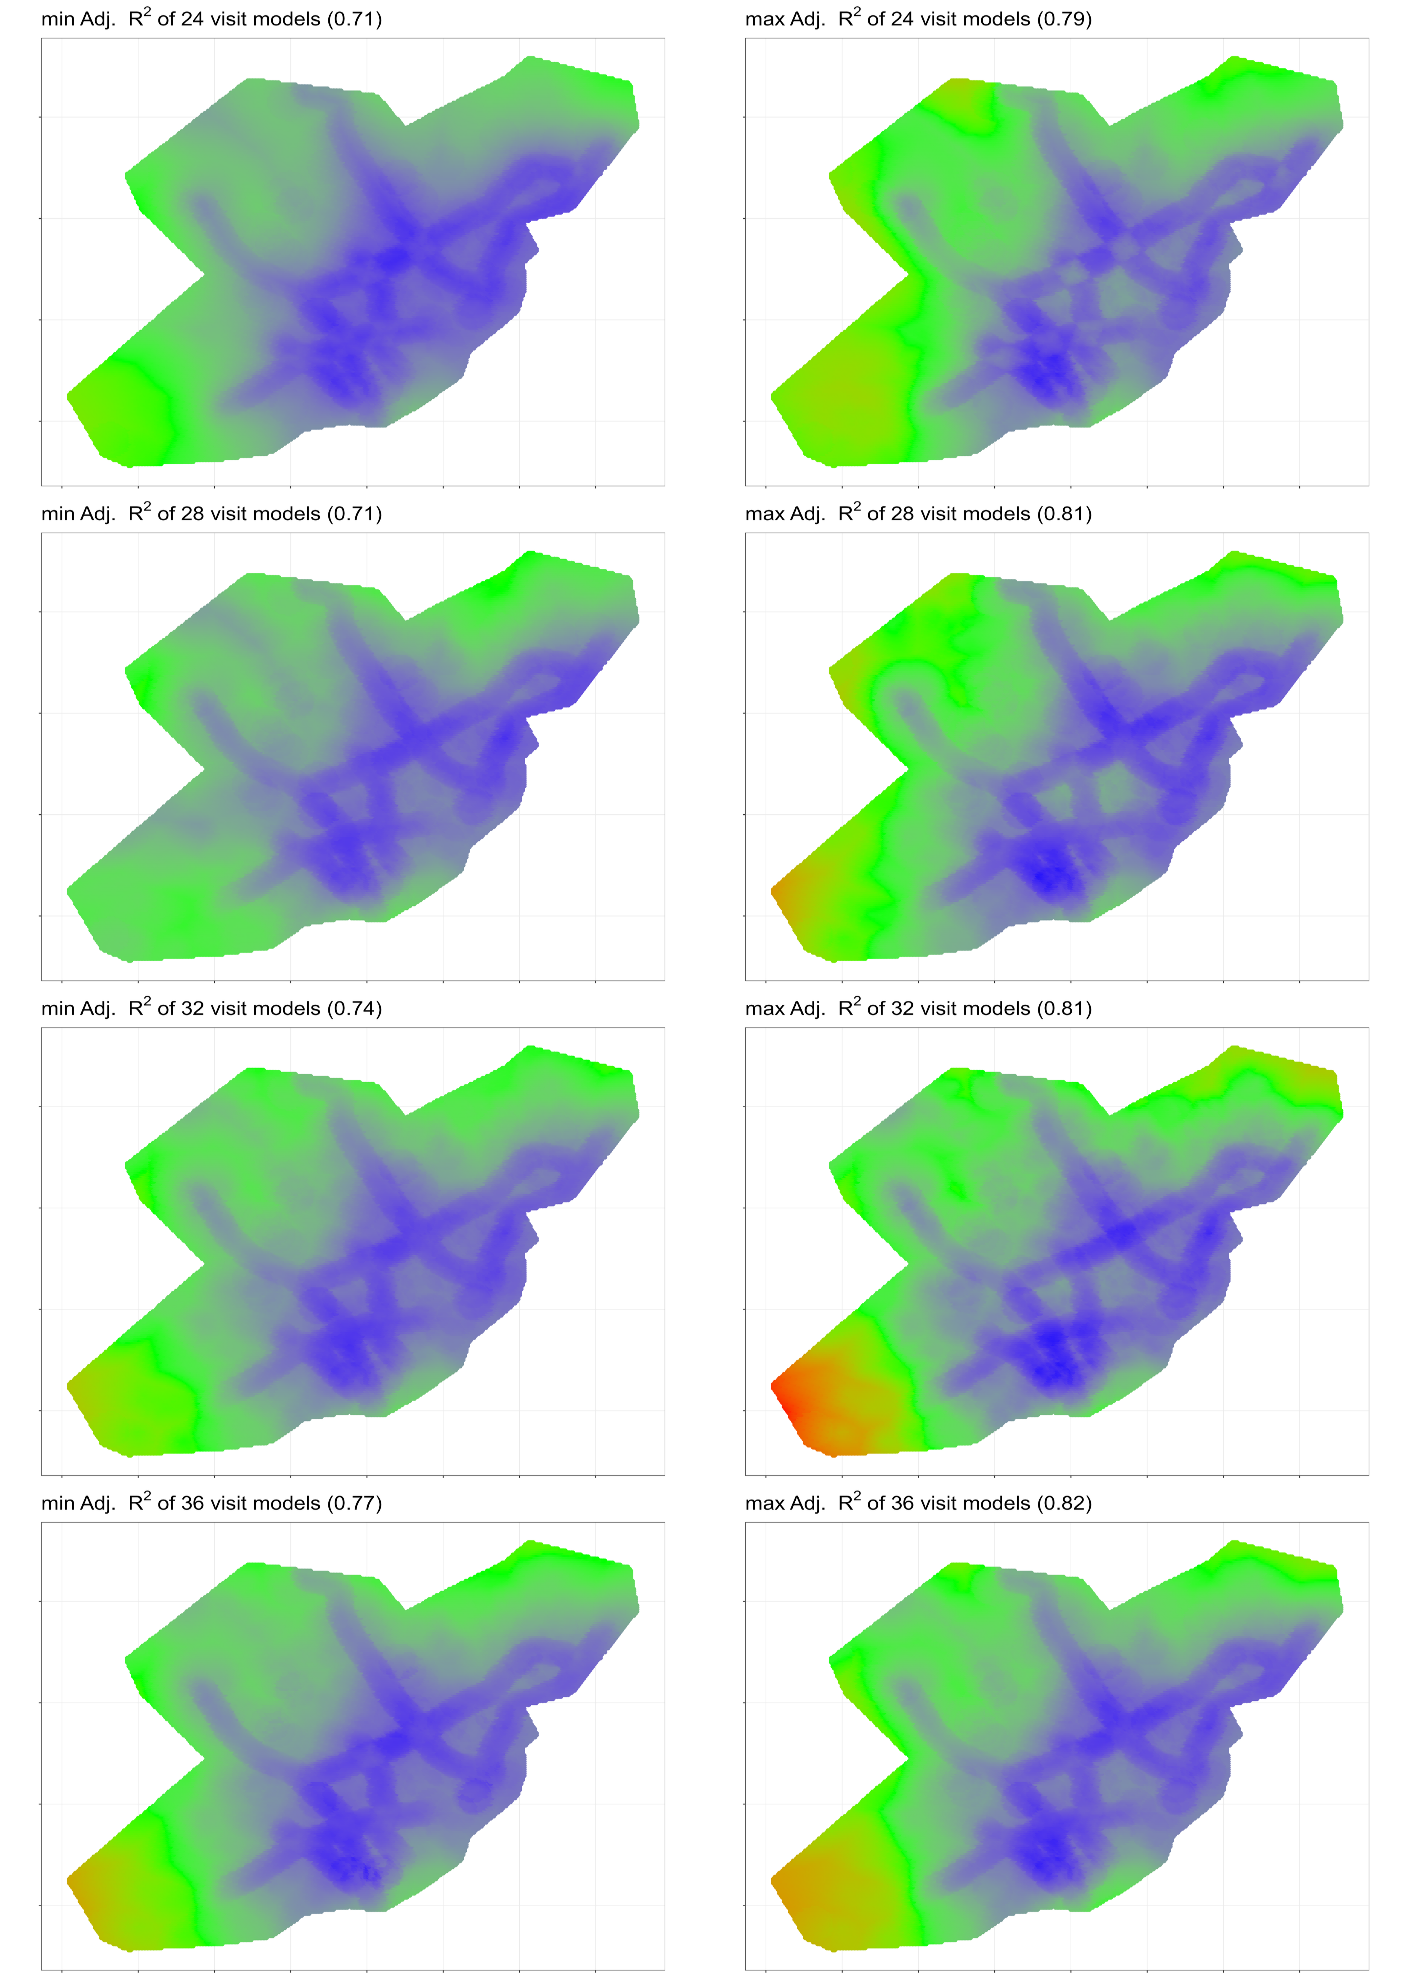 min Adj. R² of 24 visit models (0.71)
max Adj. R² of 24 visit models (0.79)
min Adj. R² of 28 visit models (0.71)
max Adj. R² of 28 visit models (0.81)
min Adj. R² of 32 visit models (0.74)
max Adj. R² of 32 visit models (0.81)
min Adj. R² of 36 visit models (0.77)
max Adj. R² of 36 visit models (0.82)